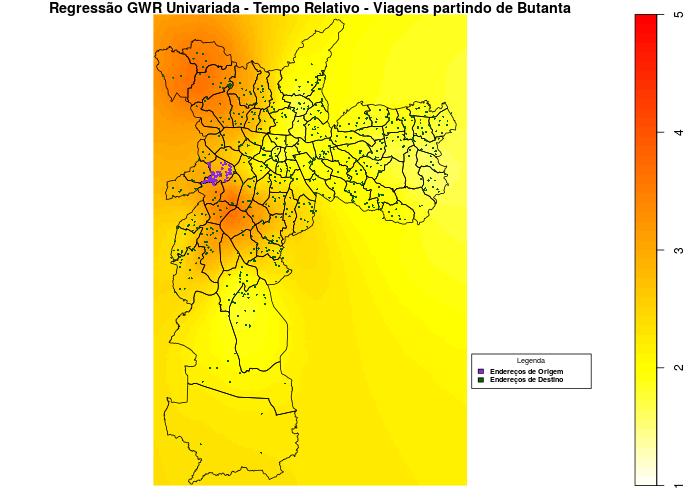 Regressão GWR Univariada - Tempo Relativo - Viagens partindo de Butanta
5
4
3
2
1
Legenda
Endereços de Origem
Endereços de Destino